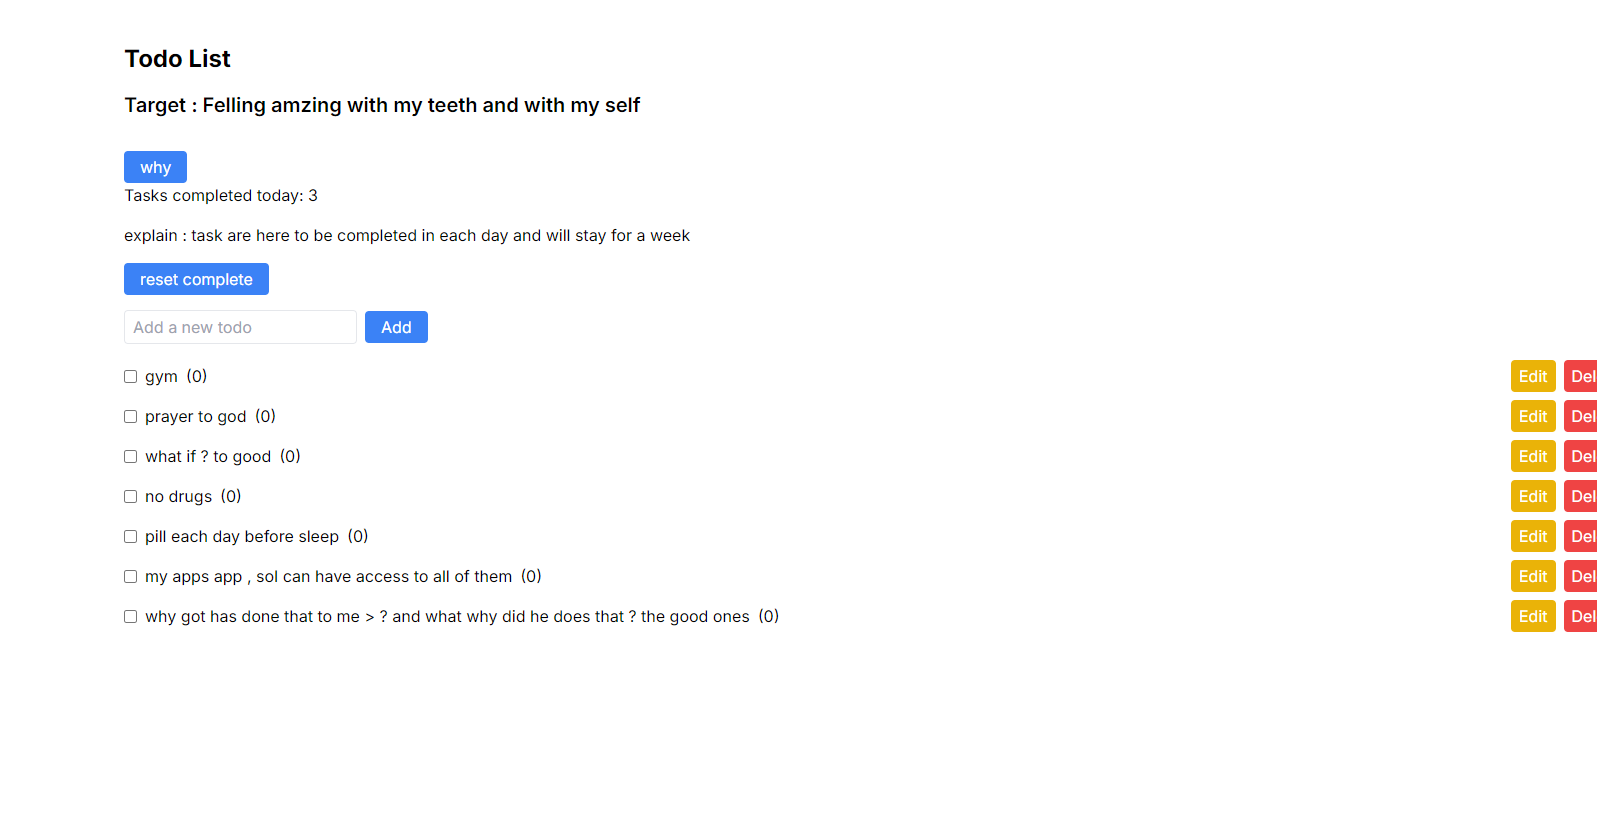 Todo List
Target : Felling amzing with my teeth and with my self
why
Tasks completed today: 3
explain : task are here to be completed in each day and will stay for a week
reset complete
Add a new todo Add
gym (0) Edit Del
prayer to god (0) Edit Del
what if ? to good (0) Edit Del
no drugs (0) Edit Del
pill each day before sleep (0) Edit Del
my apps app , soI can have access to all of them (0) Edit Del
why got has done that to me > ? and what why did he does that ? the good ones (0) Edit Del